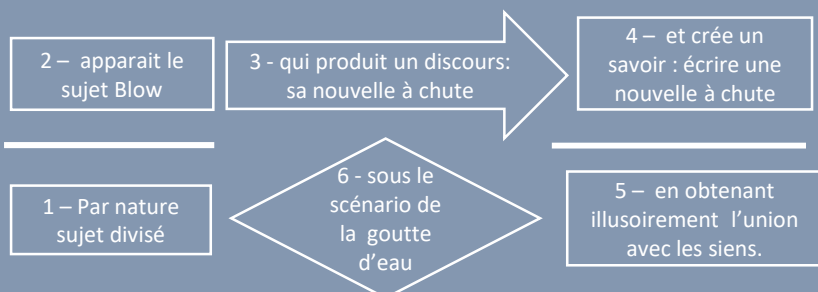 2 – apparait le
sujet Blow
3 - qui produit un discours:
sa nouvelle à chute
4 – et crée un
savoir : écrire une
nouvelle à chute
1 – Par nature
sujet divisé
6 - sous le
scénario de
la goutte
d'eau
5 – en obtenant
illusoirement l'union
avec les siens.